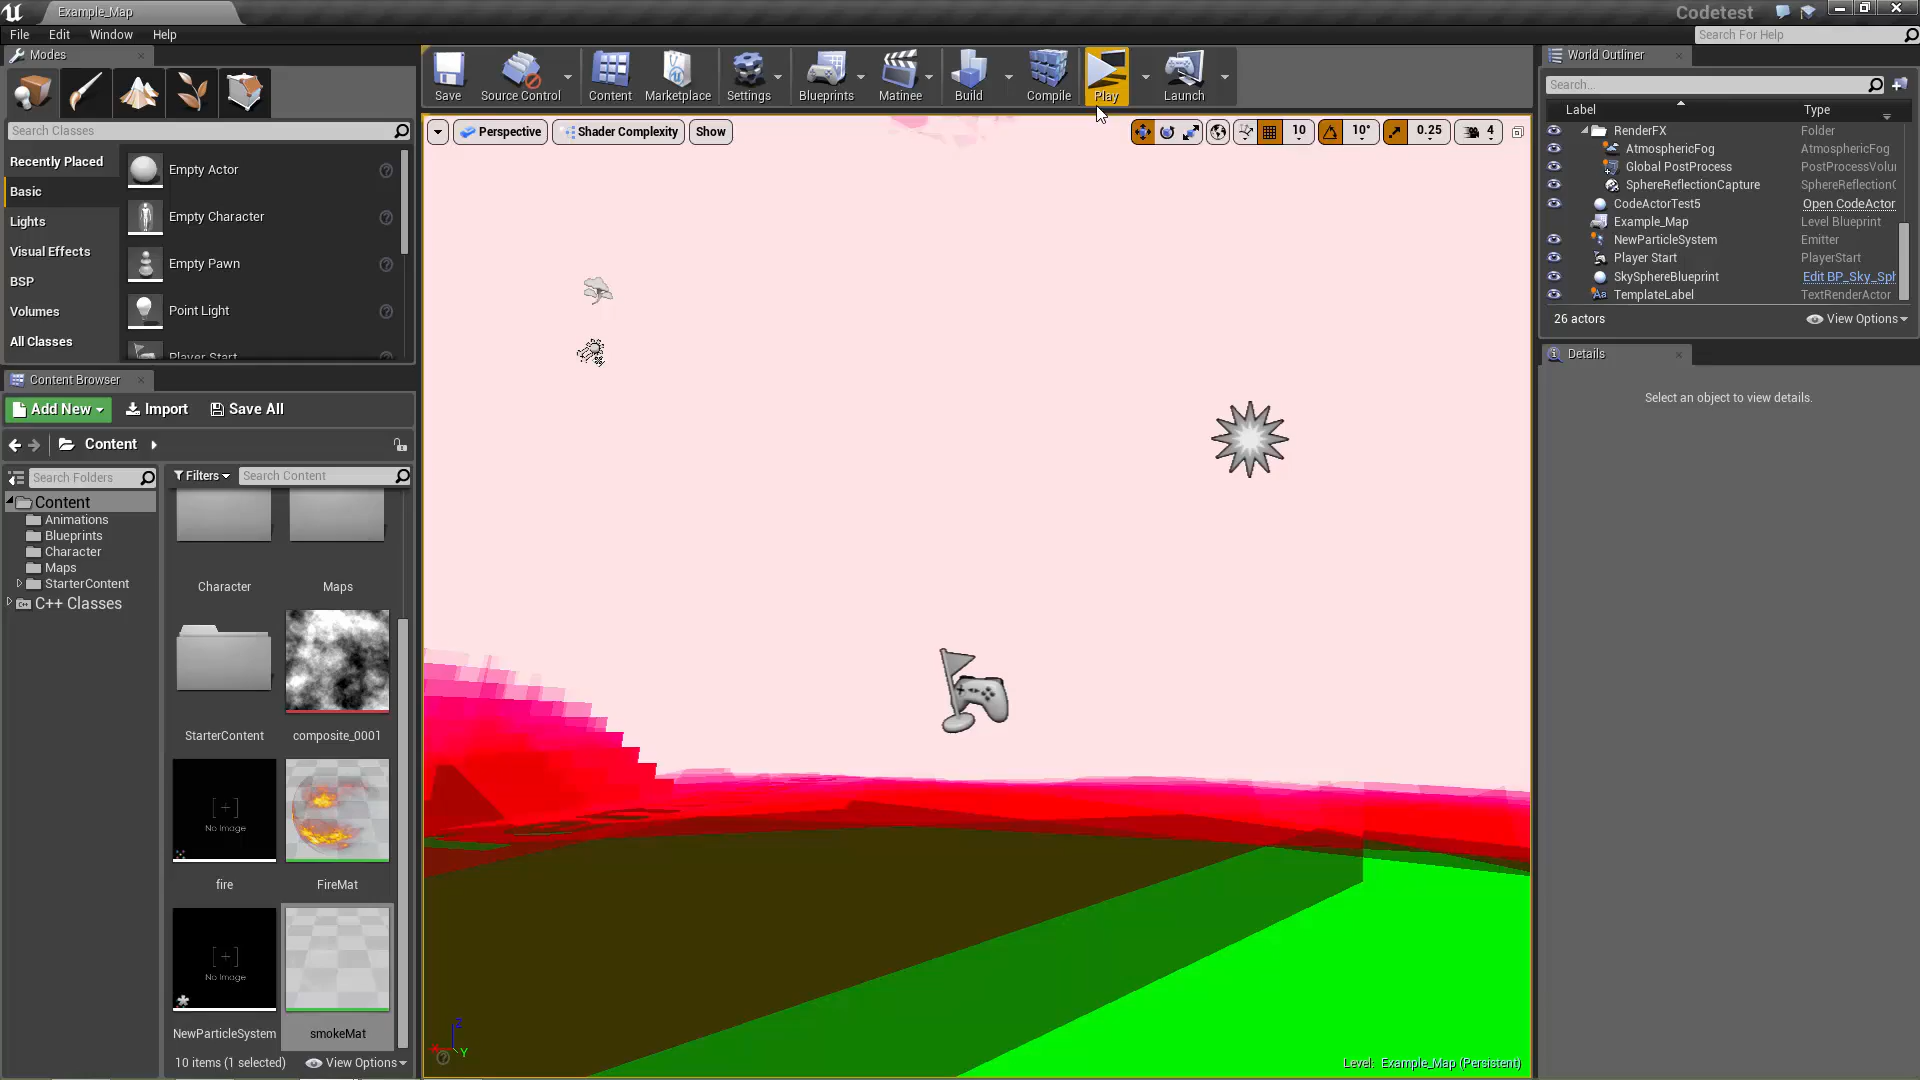 Example_Map
Codetest
File Edit Window Help
Search For Help
Modes
Search Classes
Recently Placed
Basic
Lights
Visual Effects
BSP
Volumes
All Classes
Empty Actor
Empty Character
Empty Pawn
Point Light
Player Start
Save
Source Control
Content
Marketplace
Settings
Blueprints
Matinee
Build
Compile
Play
Launch
Perspective
Shader Complexity
Show
10
10°
0.25
4
World Outliner
Search...
Label Type
RenderFX Folder
AtmosphericFog AtmosphericFog
Global PostProcess PostProcessVolu
SphereReflectionCapture SphereReflectionC
CodeActorTest5 Open CodeActor
Example_Map Level Blueprint
NewParticleSystem Emitter
Player Start PlayerStart
SkySphereBlueprint Edit BP_Sky_Sph
TemplateLabel TextRenderActor
26 actors
View Options
Details
Select an object to view details.
Content Browser
Add New
Import
Save All
Content
Search Folders
Filters
Search Content
Content
Animations
Blueprints
Character
Maps
StarterContent
C++ Classes
Character
Maps
StarterContent
composite_0001
[+]
No Image
fire
FireMat
[+]
No Image
NewParticleSystem
smokeMat
10 items (1 selected)
View Options
Z
X
Y
Level: Example_Map (Persistent)